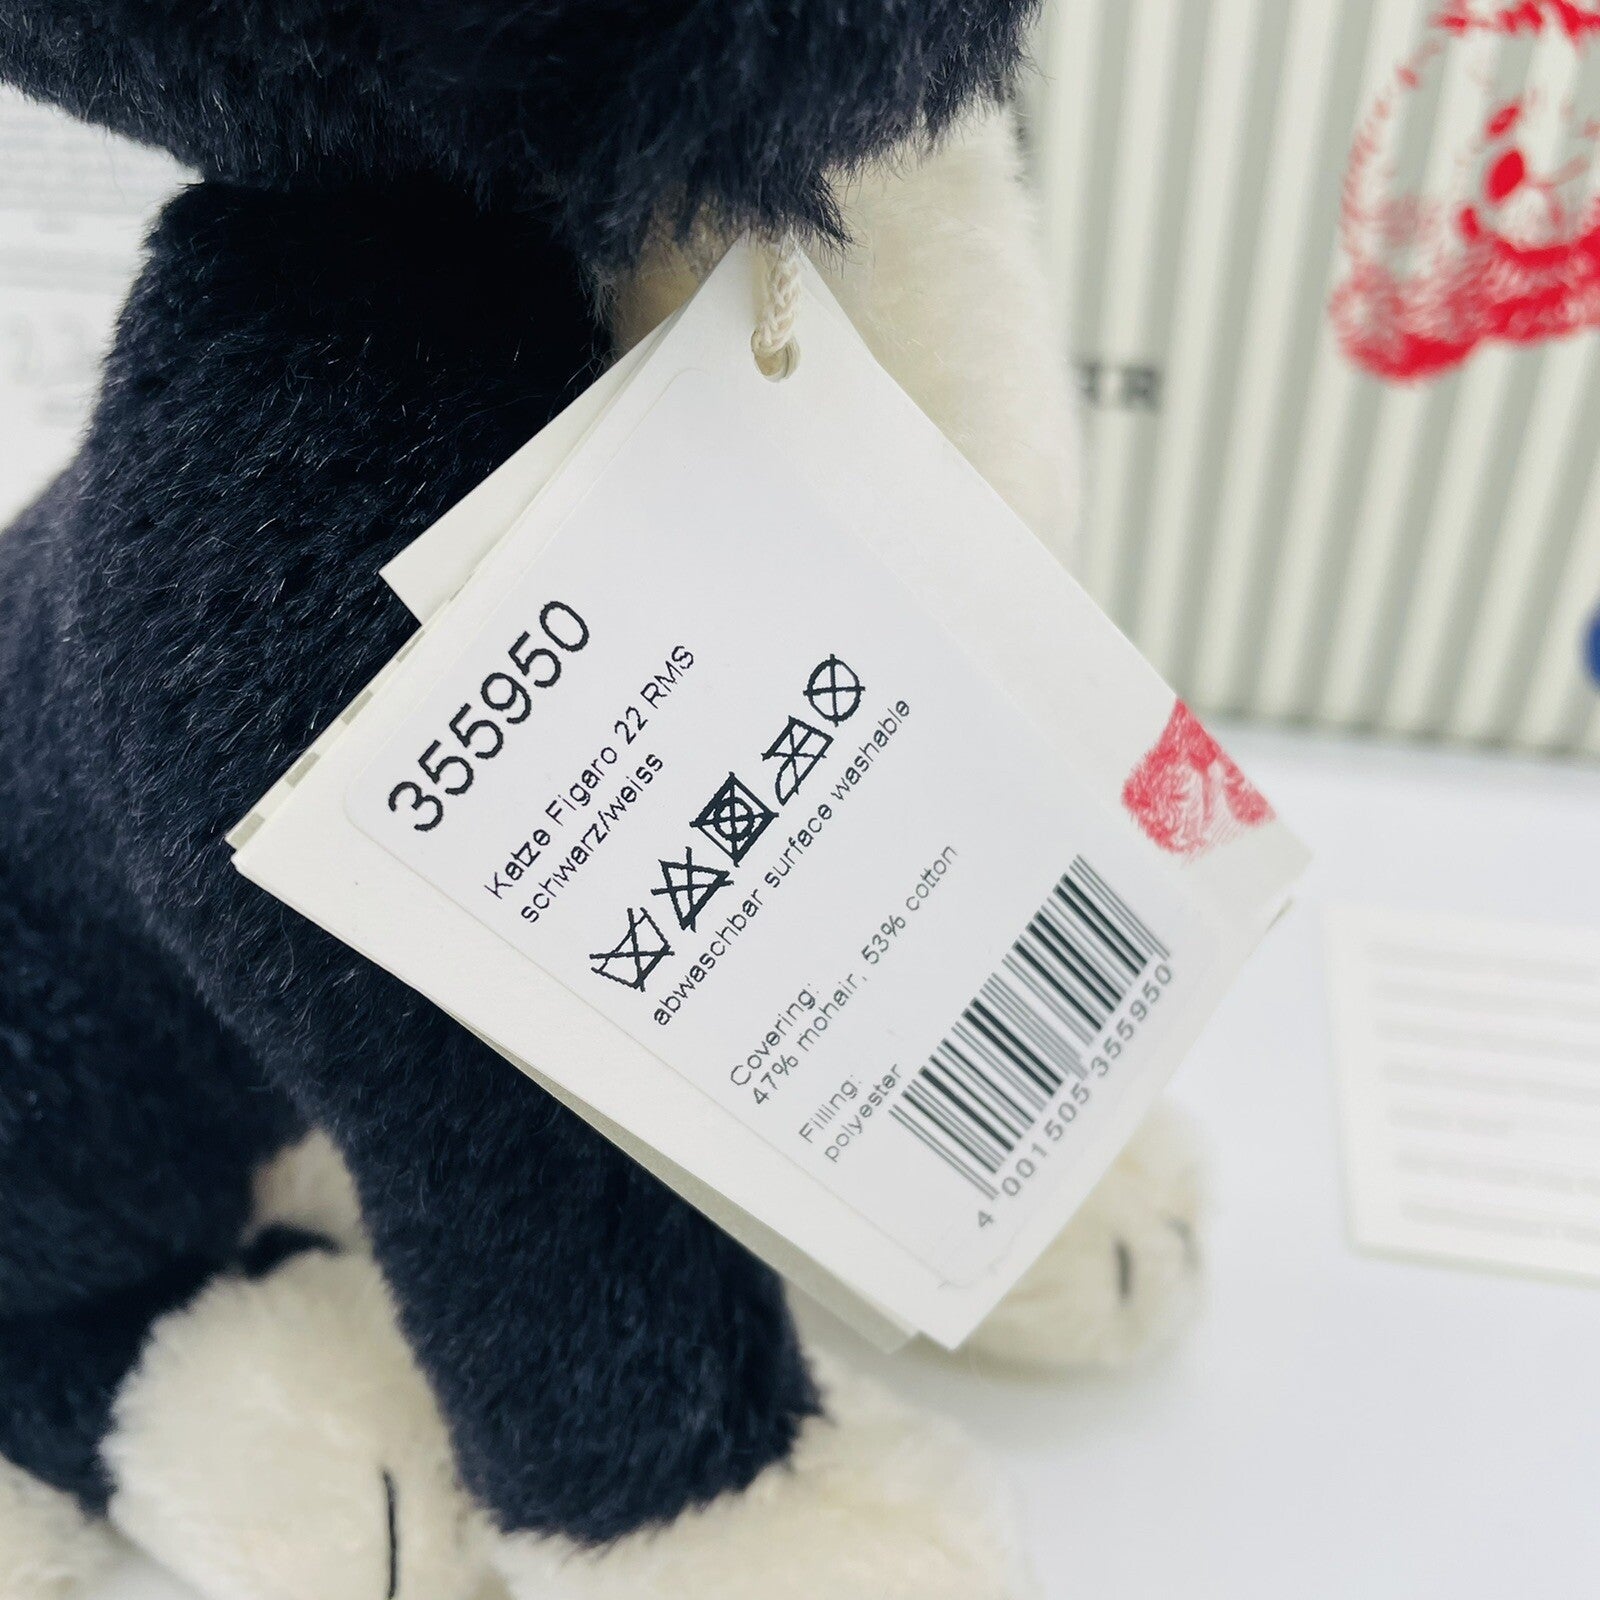 355950
Katze Figaro 22 RMS
schwarz/weiss
abwaschbar surface washable
Covering:
47% mohair, 53% cotton
Filling:
polyester
4 001505 355950